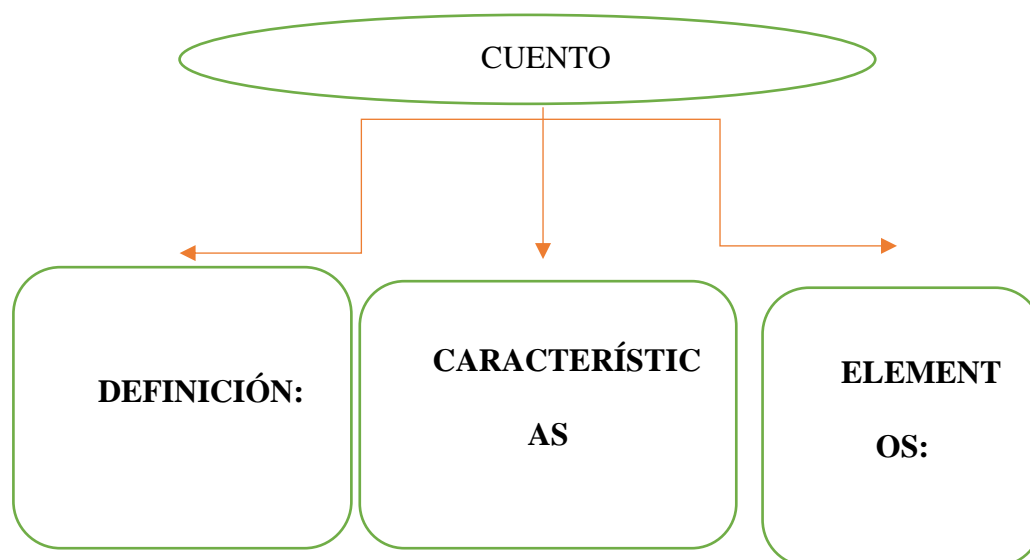 CUENTO
DEFINICIÓN:
CARACTERÍSTIC
AS
ELEMENT
OS: